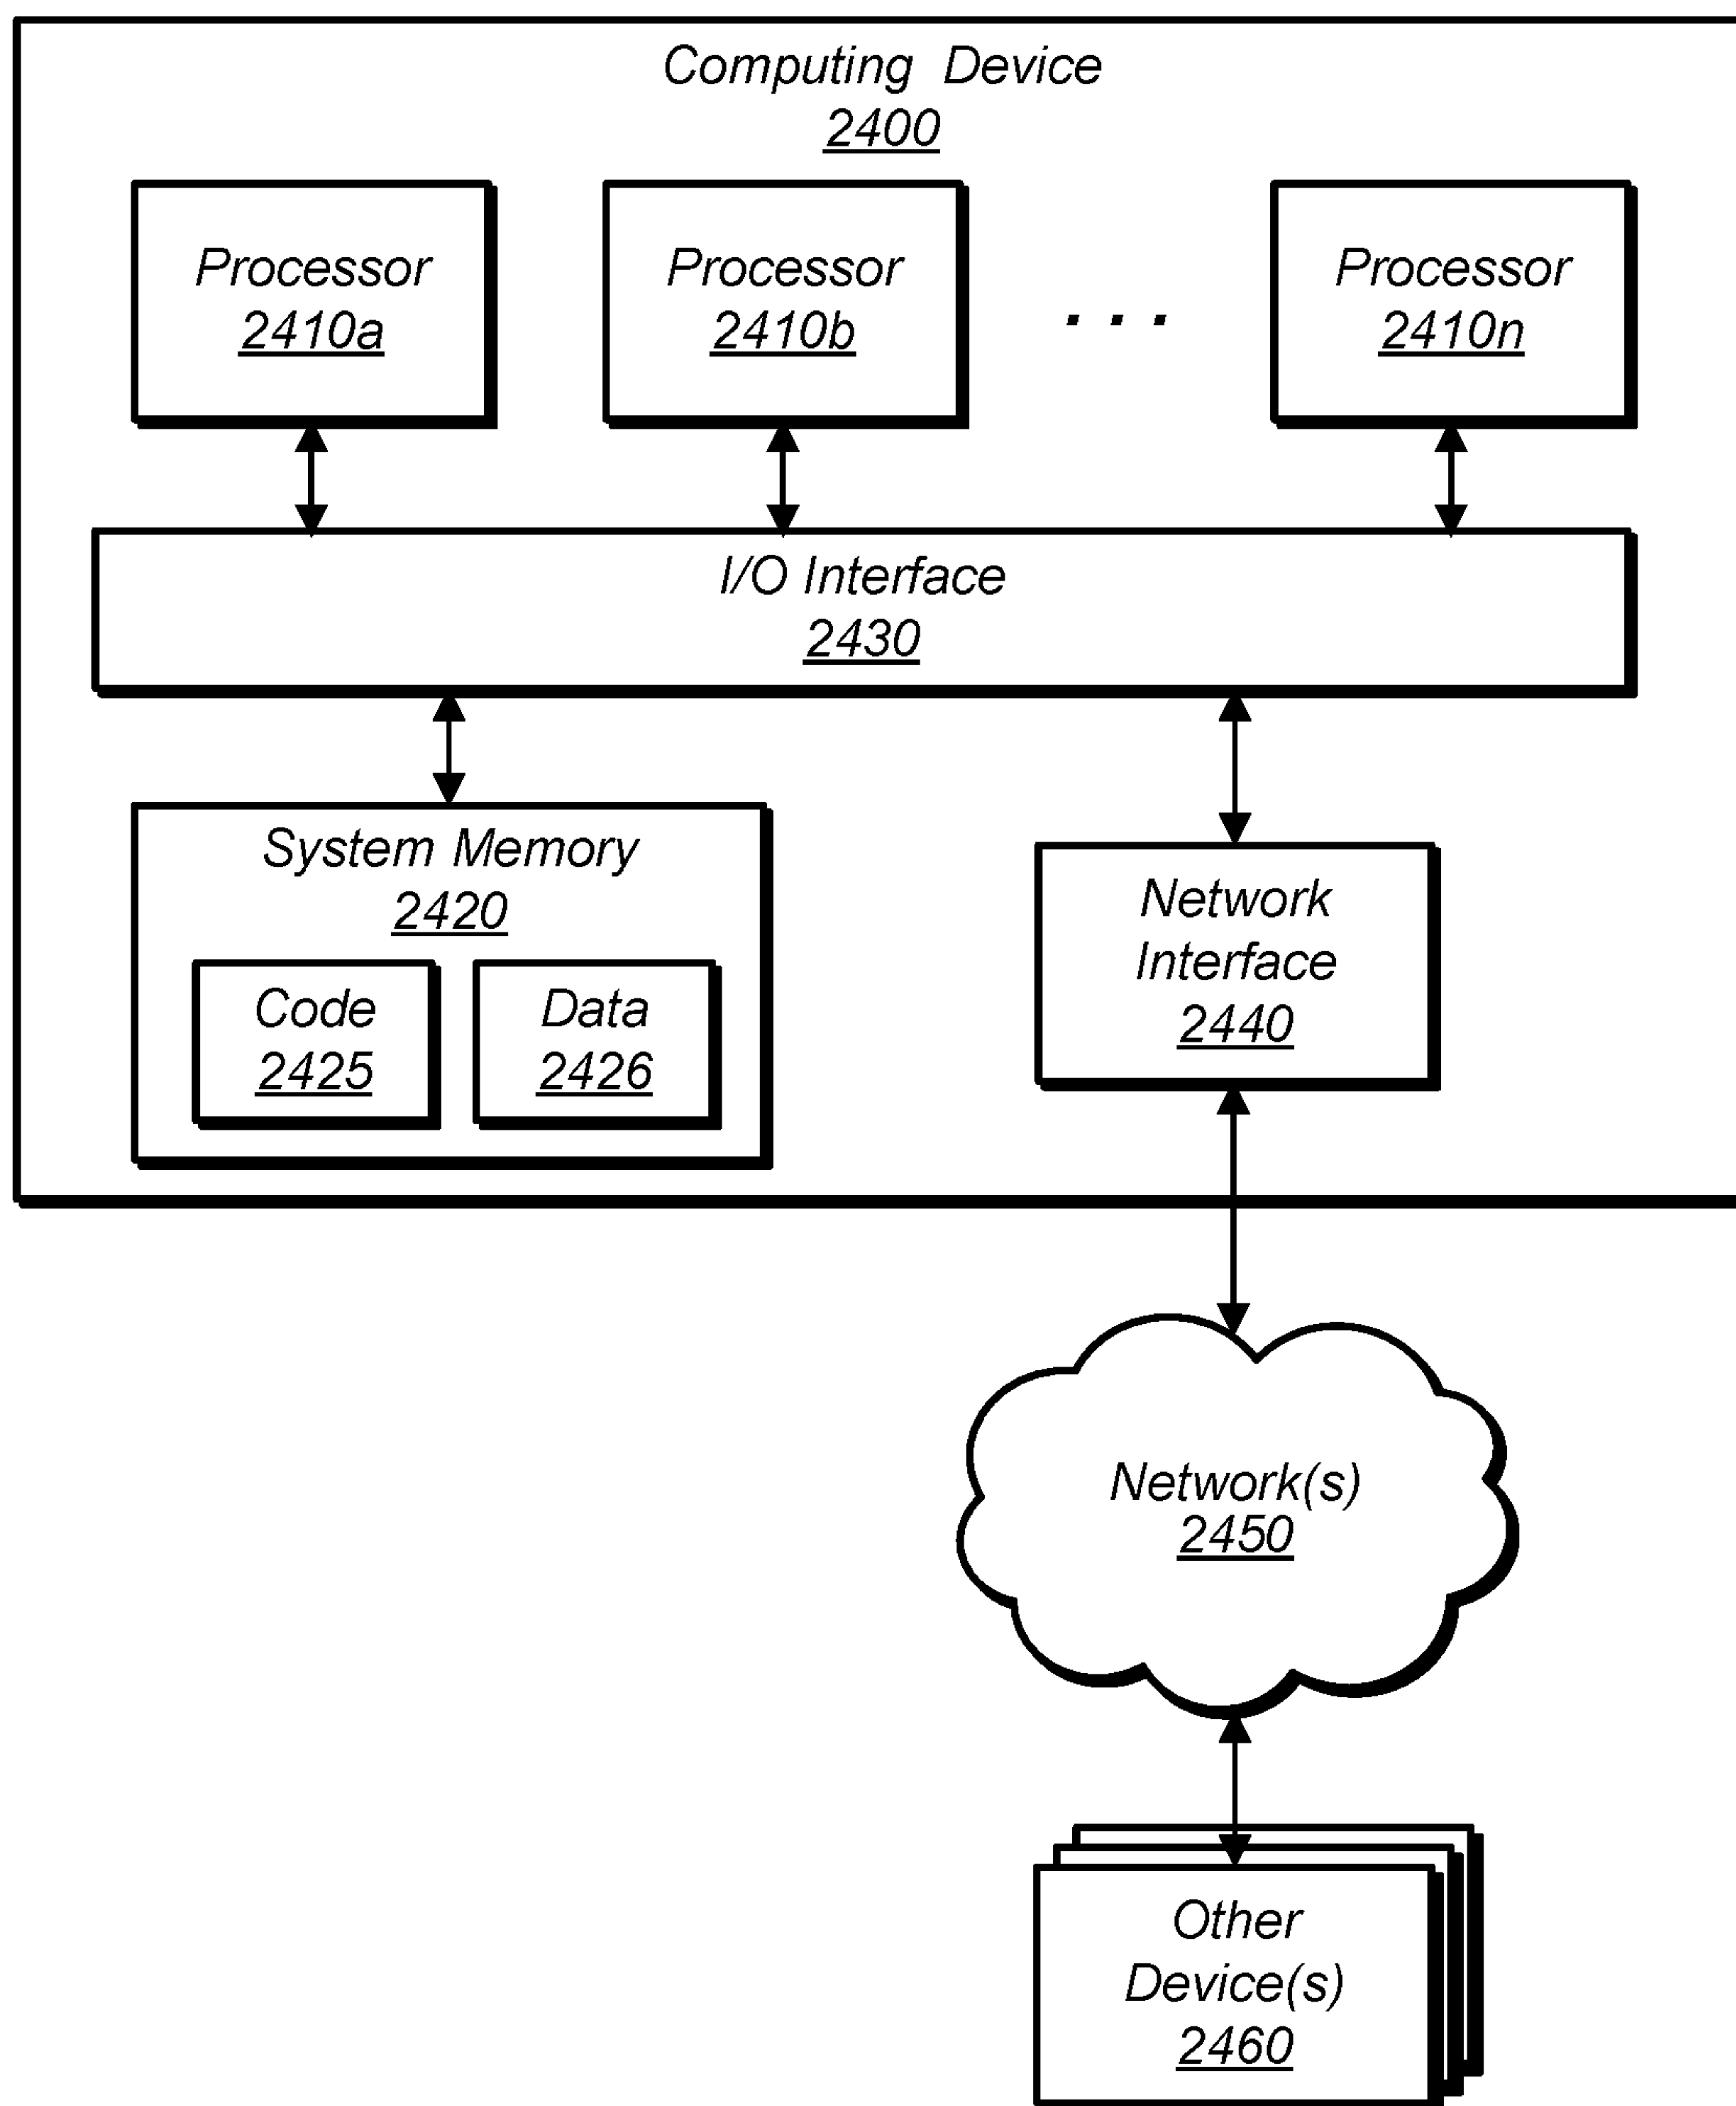 Computing Device
2400
Processor
2410a
Processor
2410b
. . .
Processor
2410n
I/O Interface
2430
System Memory
2420
Code
2425
Data
2426
Network
Interface
2440
Network(s)
2450
Other
Device(s)
2460